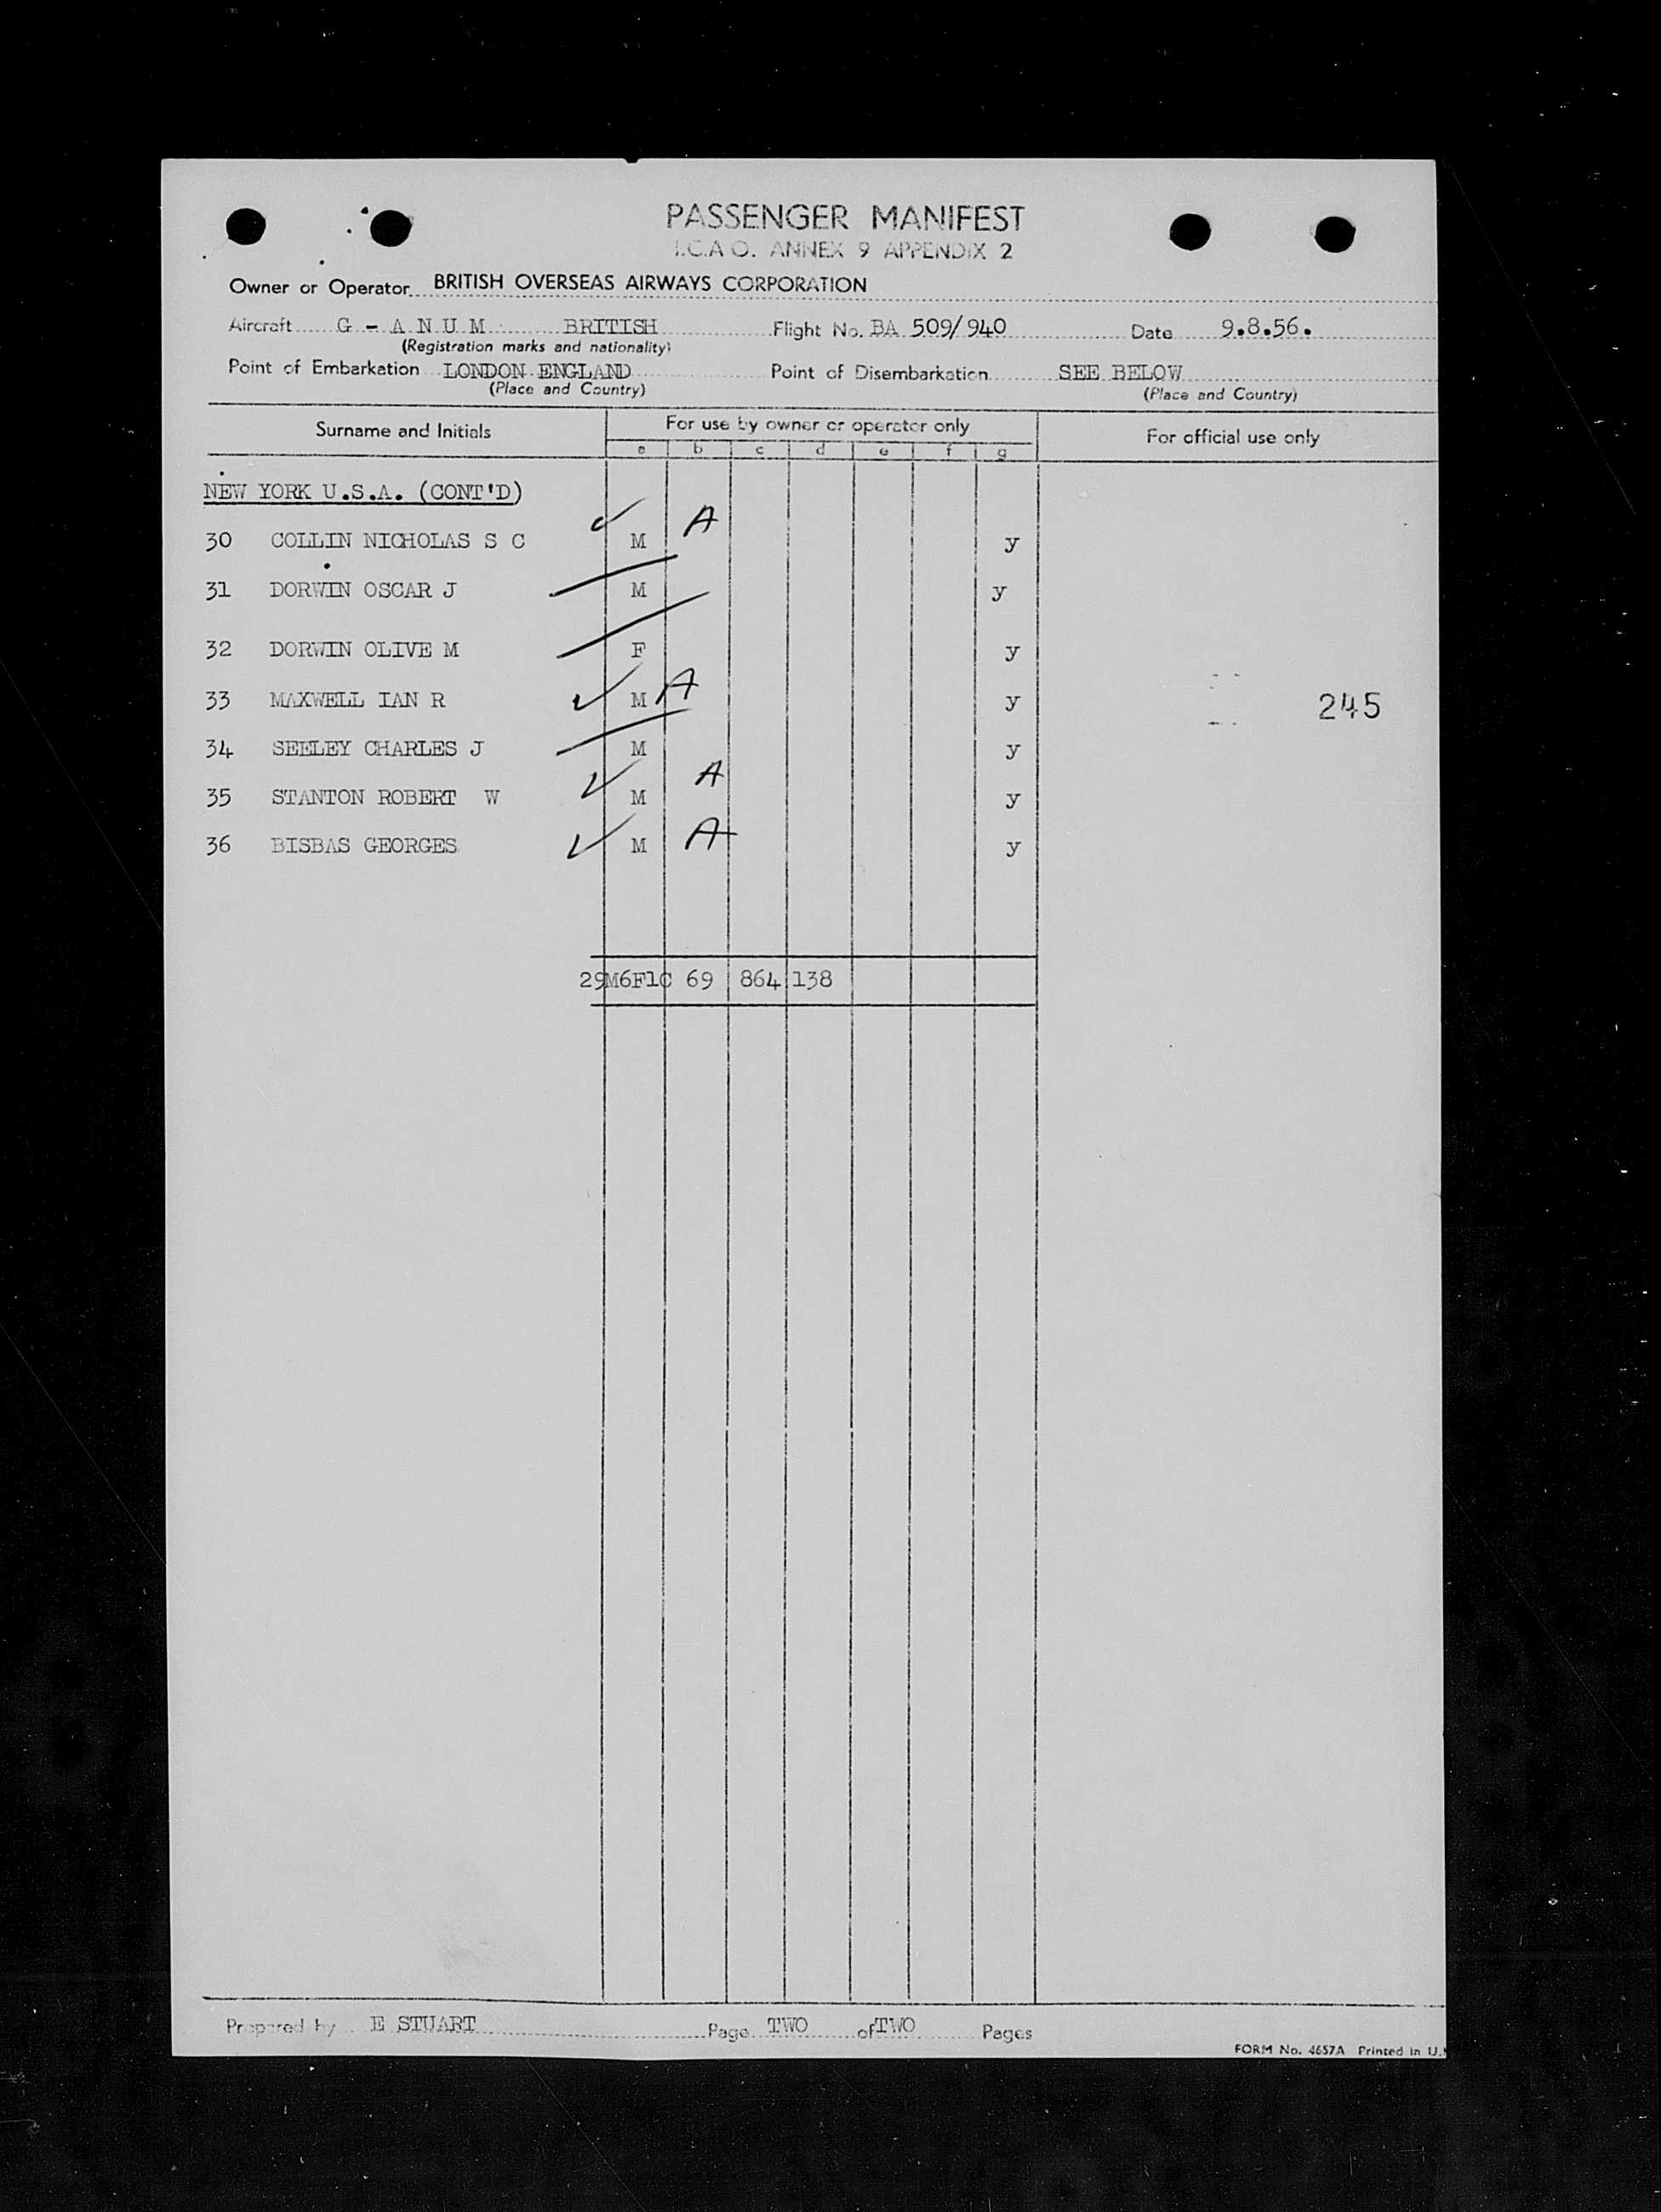 PASSENGER MANIFEST
I.C.A.O. ANNEX 9 APPENDIX 2
Owner or Operator BRITISH OVERSEAS AIRWAYS CORPORATION
Aircraft G - A N U M BRITISH Flight No. BA 509/940 Date 9.8.56.
(Registration marks and nationality)
Point of Embarkation LONDON ENGLAND Point of Disembarkation SEE BELOW
(Place and Country) (Place and Country)
Surname and Initials For use by owner or operator only For official use only
a b c d e f g
NEW YORK U.S.A. (CONT'D)
30 COLLIN NICHOLAS S C ✓ M A y
31 DORWIN OSCAR J M y
32 DORWIN OLIVE M F y
33 MAXWELL IAN R ✓ M A y 245
34 SEELEY CHARLES J M y
35 STANTON ROBERT W ✓ M A y
36 BISBAS GEORGES ✓ M A y
29M6F1C 69 864 138
Prepared by E STUART Page TWO of TWO Pages
FORM No. 4657A Printed in U.